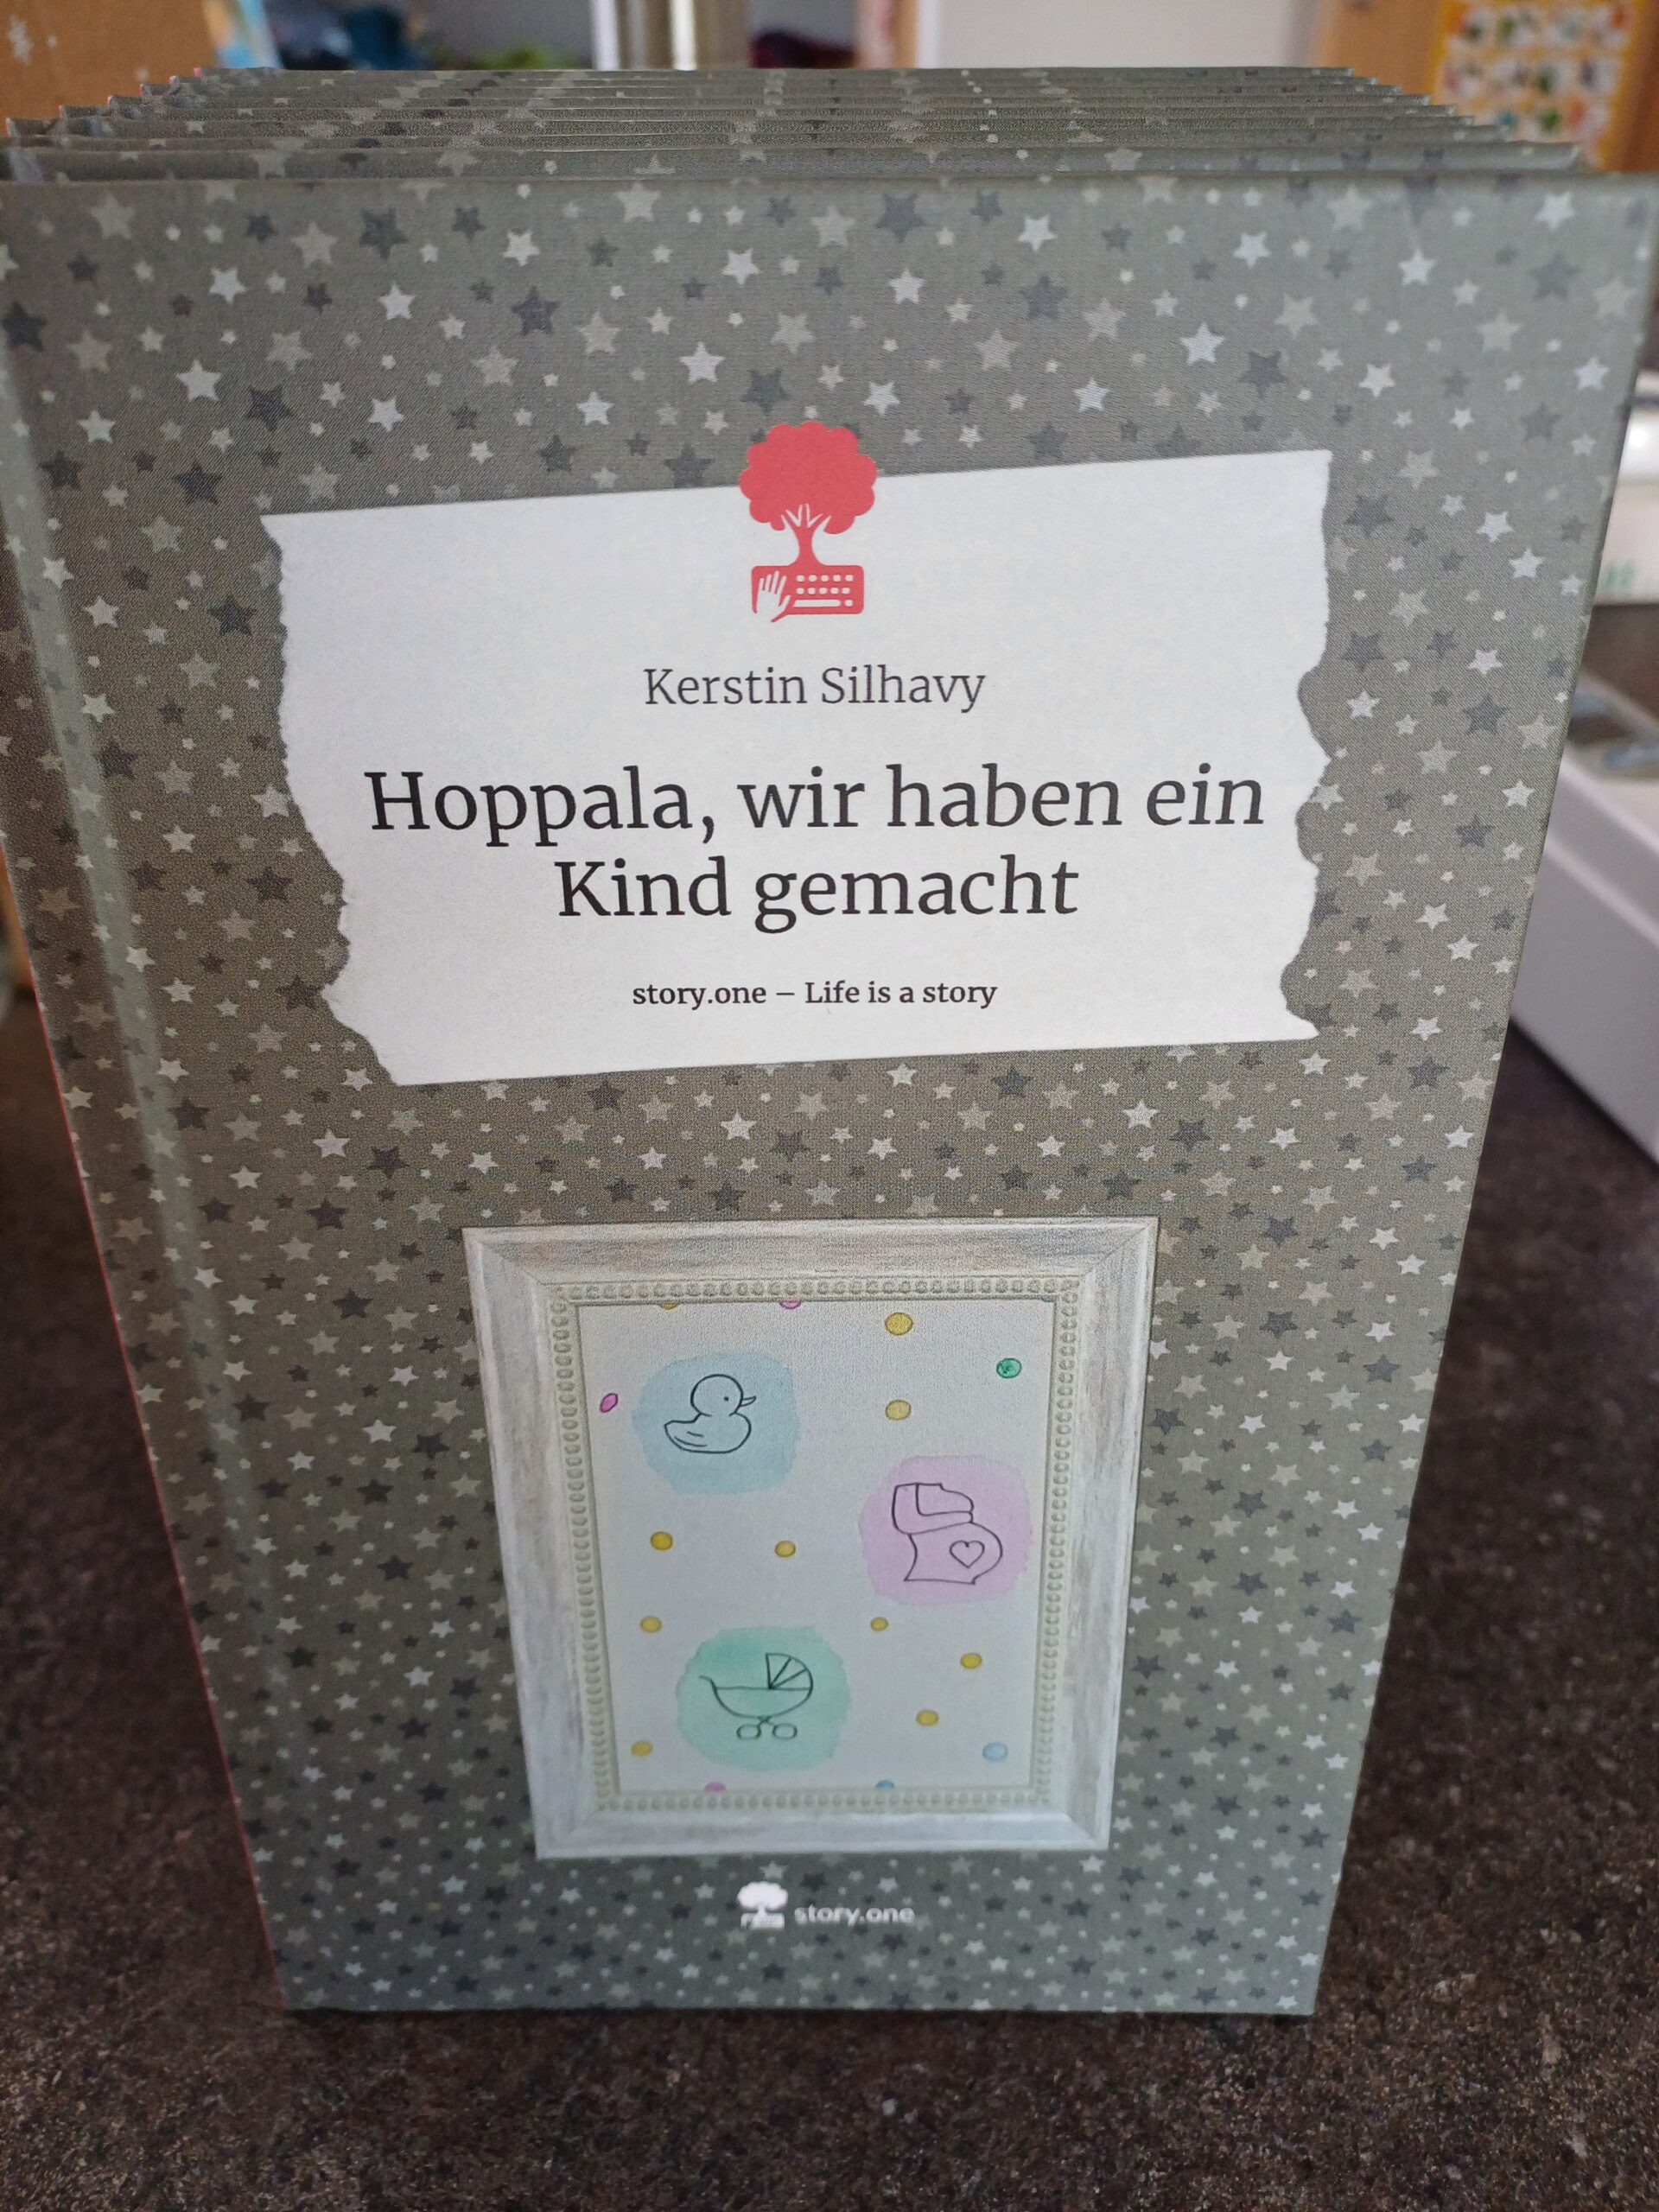 Kerstin Silhavy
Hoppala, wir haben ein
Kind gemacht
story.one – Life is a story
story.one